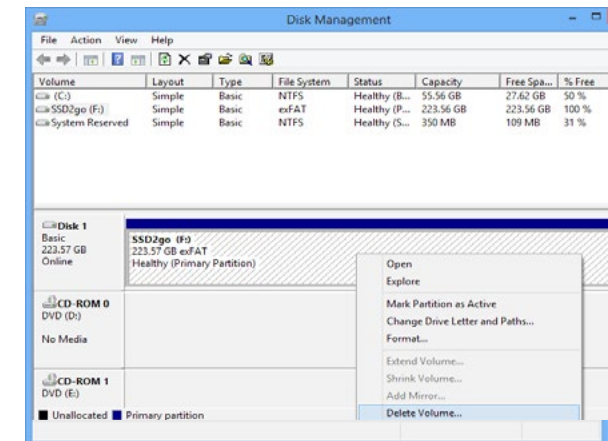 Disk Management
File Action View Help
Volume Layout Type File System Status Capacity Free Spa... % Free
(C:) Simple Basic NTFS Healthy (B... 55.56 GB 27.62 GB 50 %
SSD2go (F:) Simple Basic exFAT Healthy (P... 223.56 GB 223.56 GB 100 %
System Reserved Simple Basic NTFS Healthy (S... 350 MB 109 MB 31 %
Disk 1
Basic
223.57 GB
Online
SSD2go (F:)
223.57 GB exFAT
Healthy (Primary Partition)
Open
Explore
Mark Partition as Active
Change Drive Letter and Paths...
Format...
Extend Volume...
Shrink Volume...
Add Mirror...
Delete Volume...
CD-ROM 0
DVD (D:)
No Media
CD-ROM 1
DVD (E:)
Unallocated Primary partition